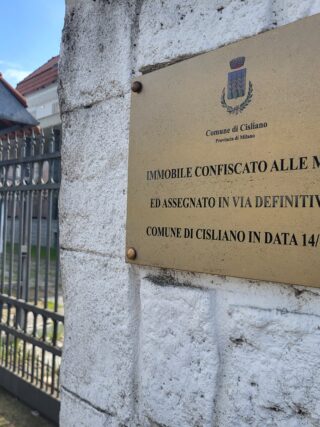 Comune di Cisliano
Provincia di Milano
IMMOBILE CONFISCATO ALLE M
ED ASSEGNATO IN VIA DEFINITIV
COMUNE DI CISLIANO IN DATA 14/